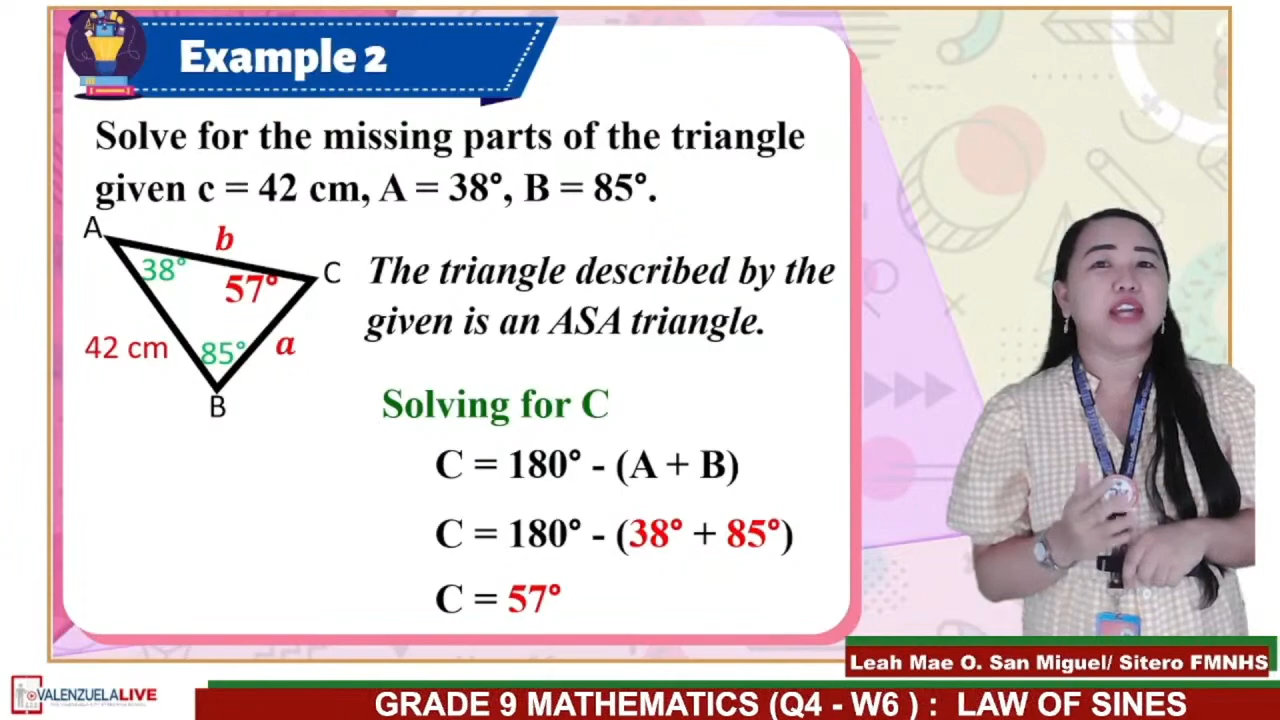 Example 2
Solve for the missing parts of the triangle
given c = 42 cm, A = 38°, B = 85°.
A
b
38°
57°
C
42 cm
85°
a
B
The triangle described by the
given is an ASA triangle.
Solving for C
C = 180° - (A + B)
C = 180° - (38° + 85°)
C = 57°
Leah Mae O. San Miguel/ Sitero FMNHS
VALENZUELALIVE
GRADE 9 MATHEMATICS (Q4 - W6 ) : LAW OF SINES